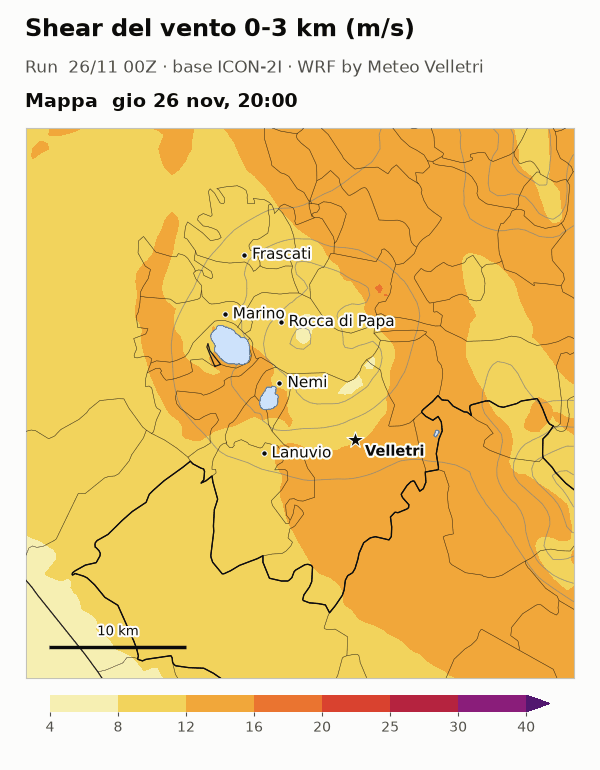 Shear del vento 0-3 km (m/s)
Run 26/11 00Z · base ICON-2I · WRF by Meteo Velletri
Mappa gio 26 nov, 20:00
Frascati
Marino
Rocca di Papa
Nemi
Velletri
Lanuvio
10 km
4 8 12 16 20 25 30 40